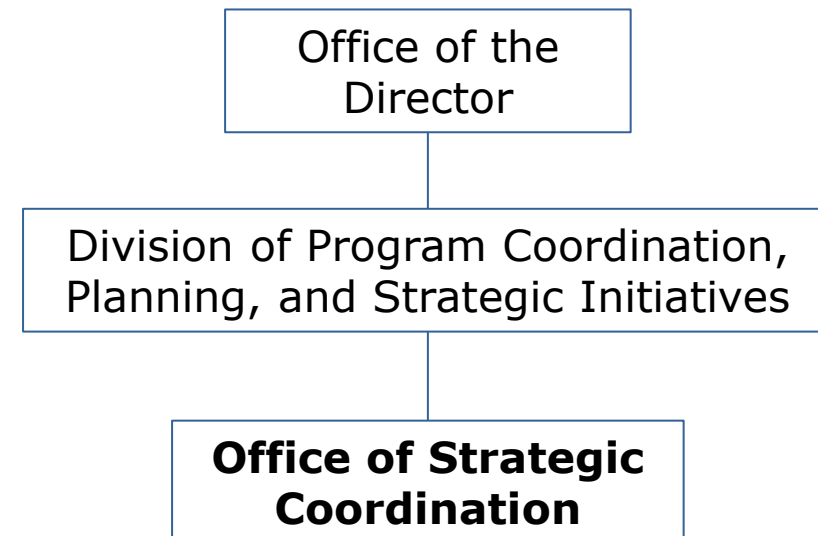 Office of the
Director
Division of Program Coordination,
Planning, and Strategic Initiatives
Office of Strategic
Coordination